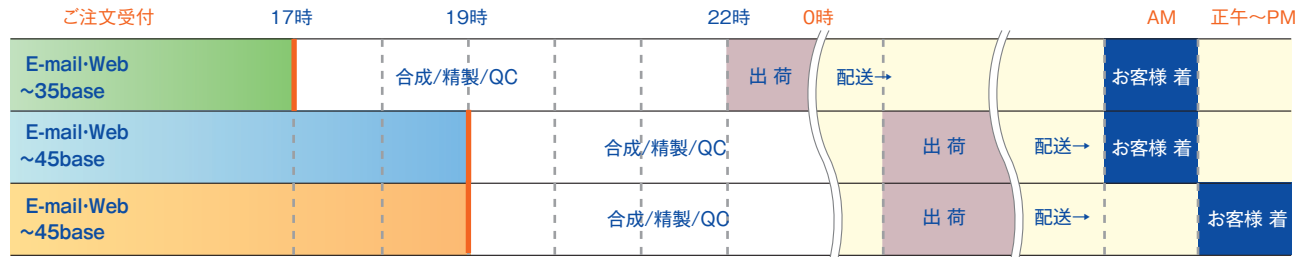 ご注文受付 17時 19時 22時 0時 AM 正午〜PM
E-mail・Web
~35base
合成/精製/QC 出 荷 配送→ お客様 着
E-mail・Web
~45base
合成/精製/QC 出 荷 配送→ お客様 着
E-mail・Web
~45base
合成/精製/QC 出 荷 配送→ お客様 着